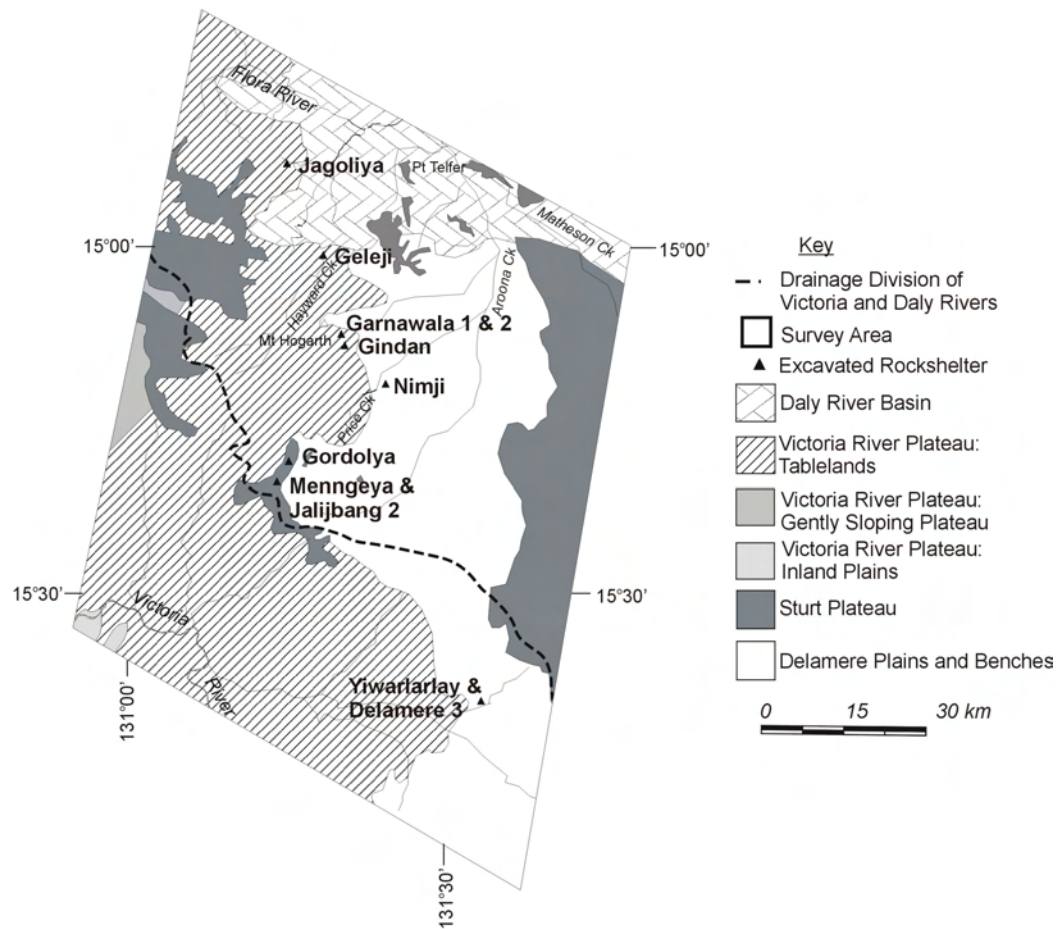 Flora River
Jagoliya
Pt Telfer
Matheson Ck
15°00’
15°00’
Geleji
Hayward Ck
Aroona Ck
Garnawala 1 & 2
Mt Hogarth
Gindan
Nimji
Price Ck
Gordolya
Menngeya &
Jalijbang 2
15°30’
15°30’
Victoria
River
Yiwarlarlay &
Delamere 3
131°00’
131°30’
Key
Drainage Division of
Victoria and Daly Rivers
Survey Area
Excavated Rockshelter
Daly River Basin
Victoria River Plateau:
Tablelands
Victoria River Plateau:
Gently Sloping Plateau
Victoria River Plateau:
Inland Plains
Sturt Plateau
Delamere Plains and Benches
0 15 30 km